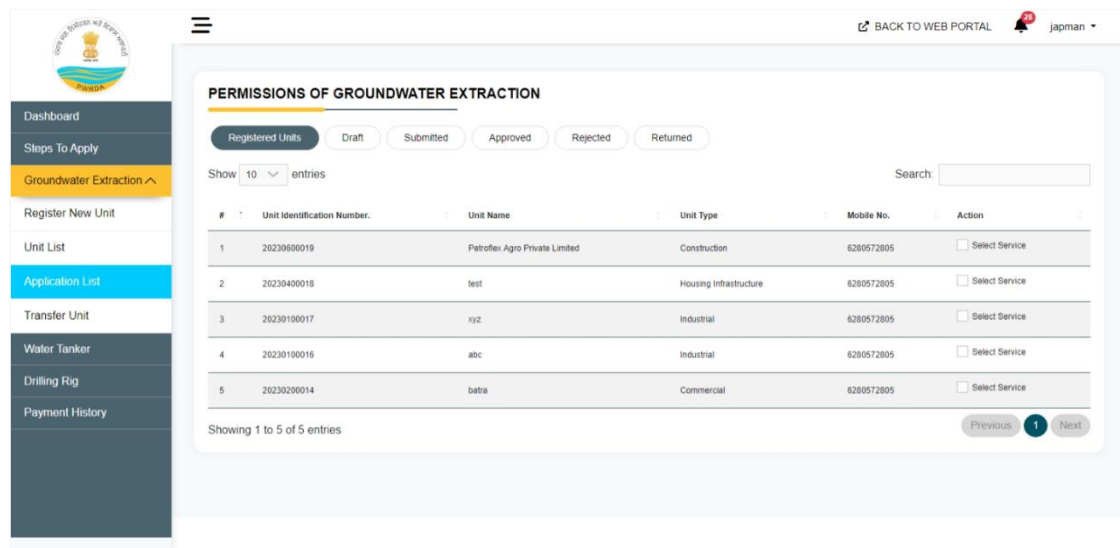 PWRDA
BACK TO WEB PORTAL 28 japman
Dashboard
Steps To Apply
Groundwater Extraction
Register New Unit
Unit List
Application List
Transfer Unit
Water Tanker
Drilling Rig
Payment History
PERMISSIONS OF GROUNDWATER EXTRACTION
Registered Units Draft Submitted Approved Rejected Returned
Show 10 entries Search:
# Unit Identification Number. Unit Name Unit Type Mobile No. Action
1 20230600019 Petroflex Agro Private Limited Construction 6280572805 Select Service
2 20230400018 test Housing Infrastructure 6280572805 Select Service
3 20230100017 xyz Industrial 6280572805 Select Service
4 20230100016 abc Industrial 6280572805 Select Service
5 20230200014 batra Commercial 6280572805 Select Service
Showing 1 to 5 of 5 entries Previous 1 Next